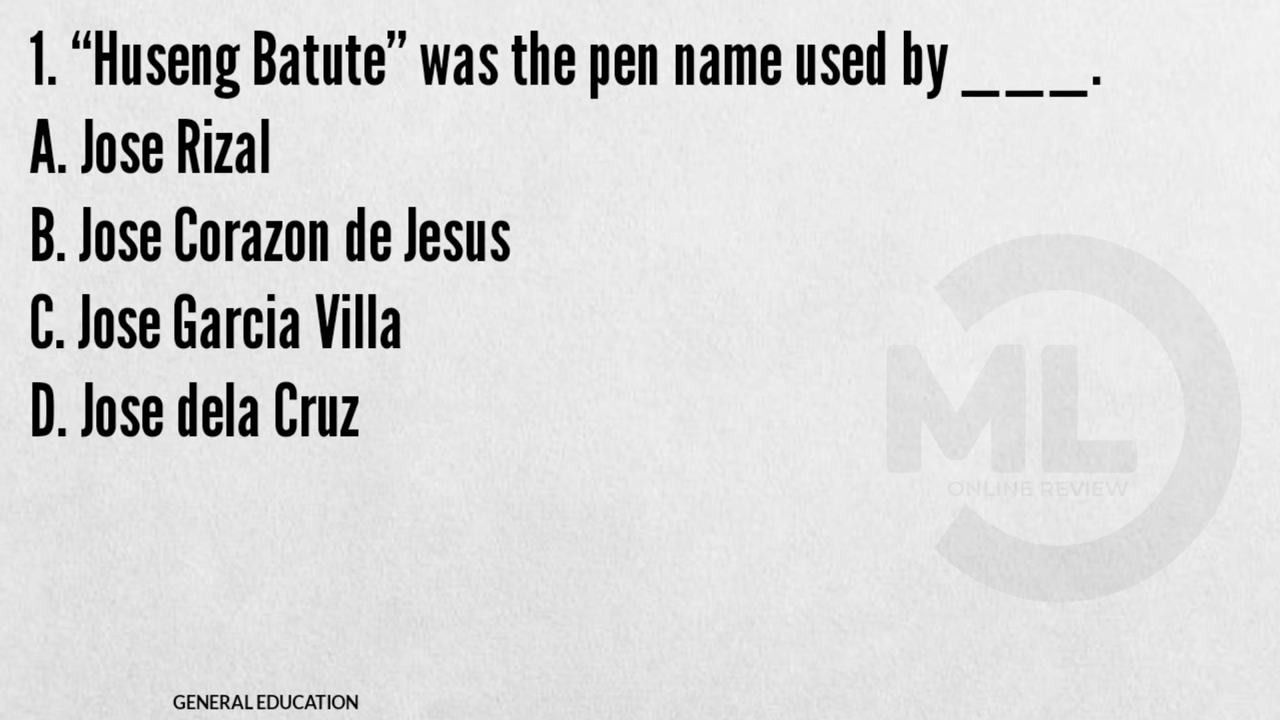 1. “Huseng Batute” was the pen name used by _ _ _.
A. Jose Rizal
B. Jose Corazon de Jesus
C. Jose Garcia Villa
D. Jose dela Cruz
ML
ONLINE REVIEW
GENERAL EDUCATION